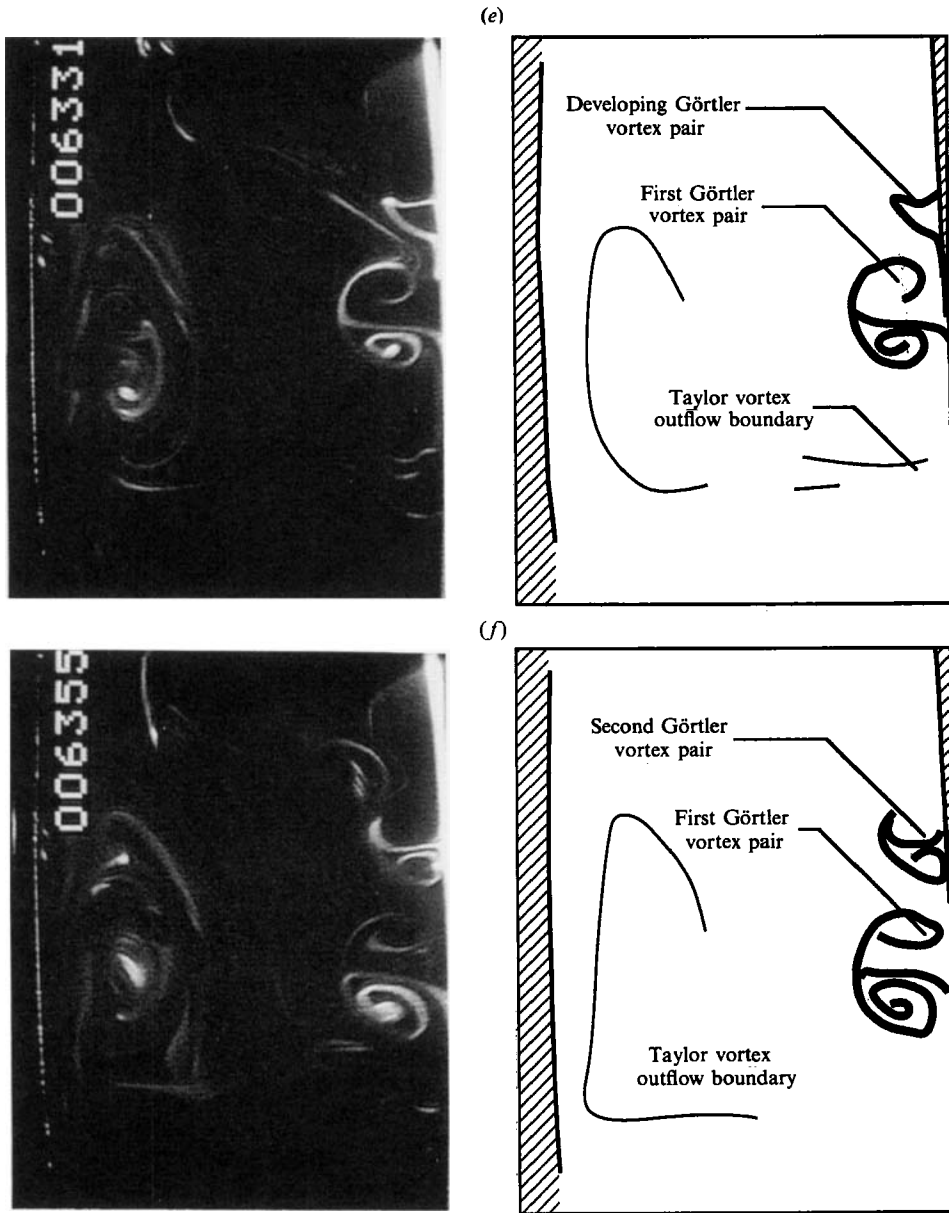 (e)
006331
Developing Görtler
vortex pair
First Görtler
vortex pair
Taylor vortex
outflow boundary
(f)
006355
Second Görtler
vortex pair
First Görtler
vortex pair
Taylor vortex
outflow boundary